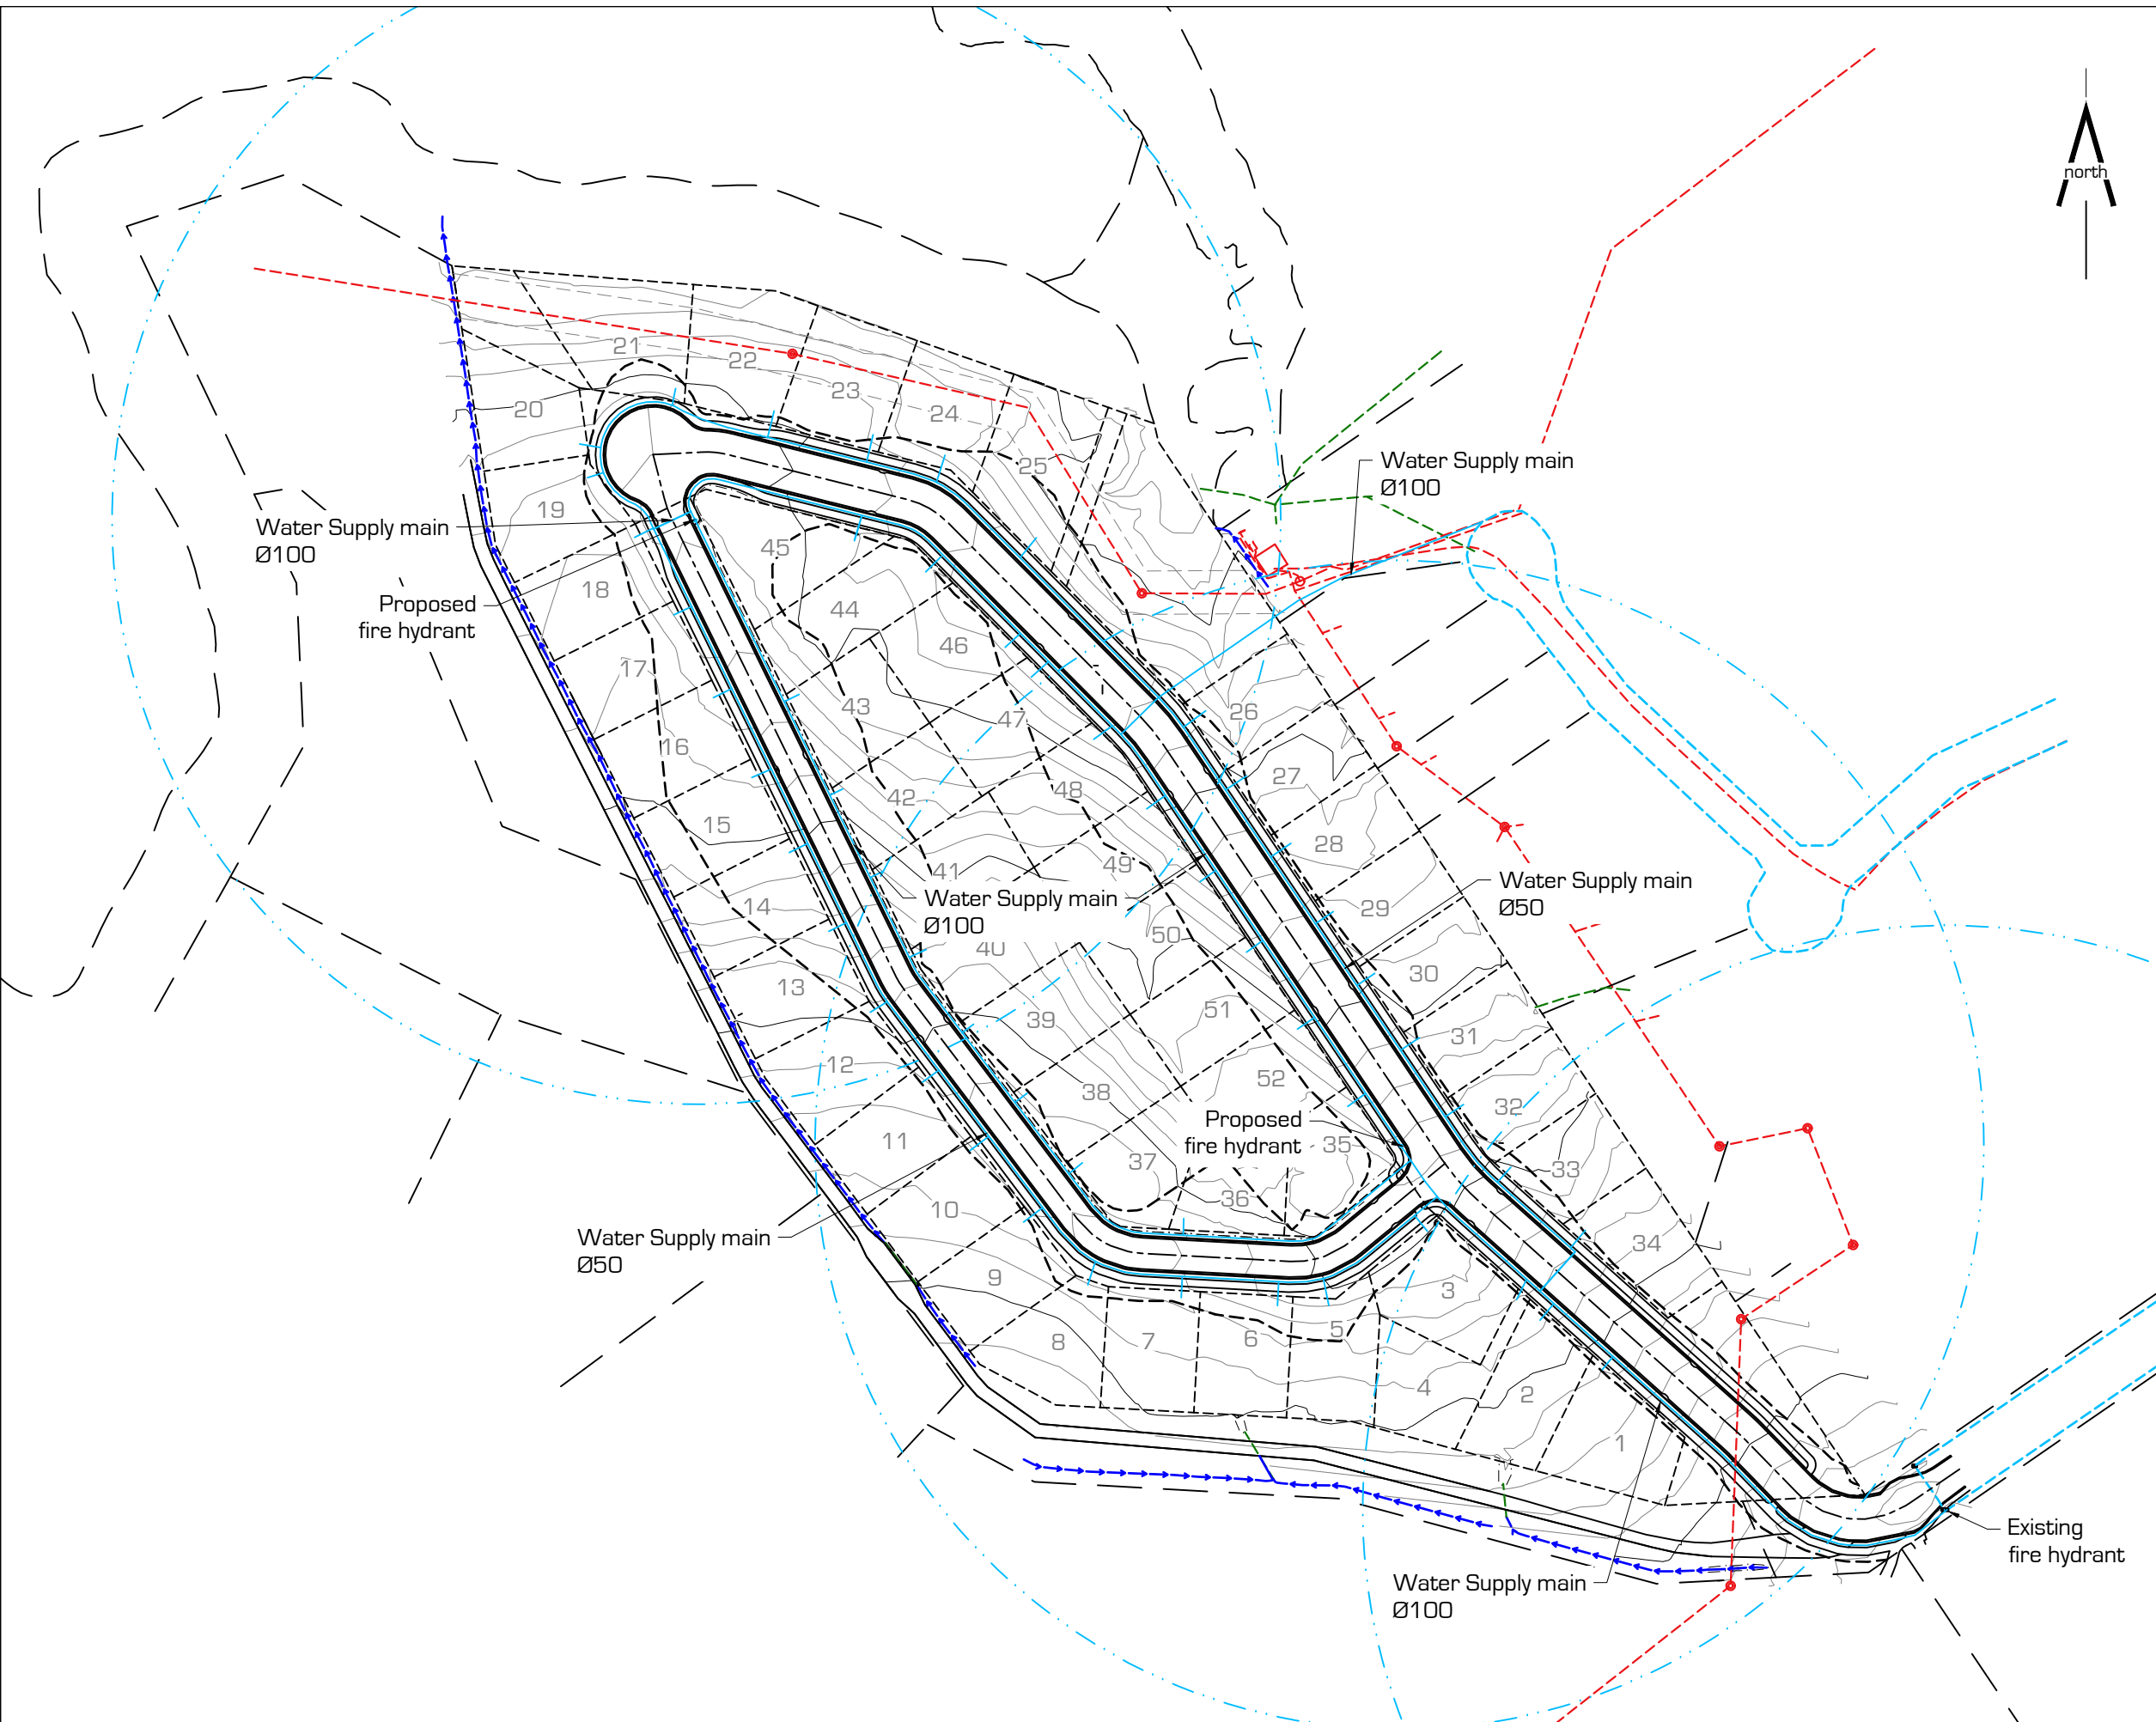 north
Water Supply main
Ø100
Water Supply main
Ø100
Proposed
fire hydrant
Water Supply main
Ø100
Water Supply main
Ø50
Proposed
fire hydrant
Water Supply main
Ø50
Water Supply main
Ø100
Existing
fire hydrant
1
2
3
4
5
6
7
8
9
10
11
12
13
14
15
16
17
18
19
20
21
22
23
24
25
26
27
28
29
30
31
32
33
34
35
36
37
38
39
40
41
42
43
44
45
46
47
48
49
50
51
52